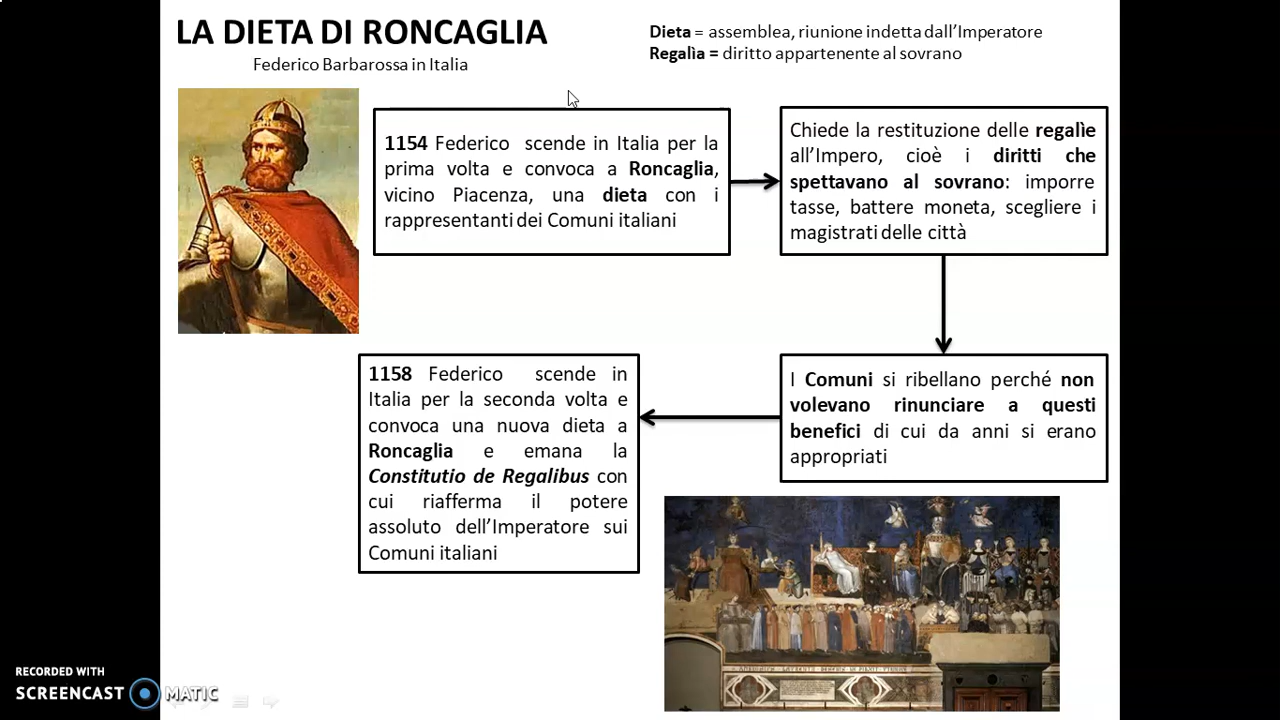 LA DIETA DI RONCAGLIA
Federico Barbarossa in Italia
Dieta = assemblea, riunione indetta dall'Imperatore
Regalìa = diritto appartenente al sovrano
1154 Federico scende in Italia per la
prima volta e convoca a Roncaglia,
vicino Piacenza, una dieta con i
rappresentanti dei Comuni italiani
Chiede la restituzione delle regalìe
all'Impero, cioè i diritti che
spettavano al sovrano: imporre
tasse, battere moneta, scegliere i
magistrati delle città
I Comuni si ribellano perché non
volevano rinunciare a questi
benefici di cui da anni si erano
appropriati
1158 Federico scende in
Italia per la seconda volta e
convoca una nuova dieta a
Roncaglia e emana la
Constitutio de Regalibus con
cui riafferma il potere
assoluto dell'Imperatore sui
Comuni italiani
RECORDED WITH
SCREENCAST MATIC